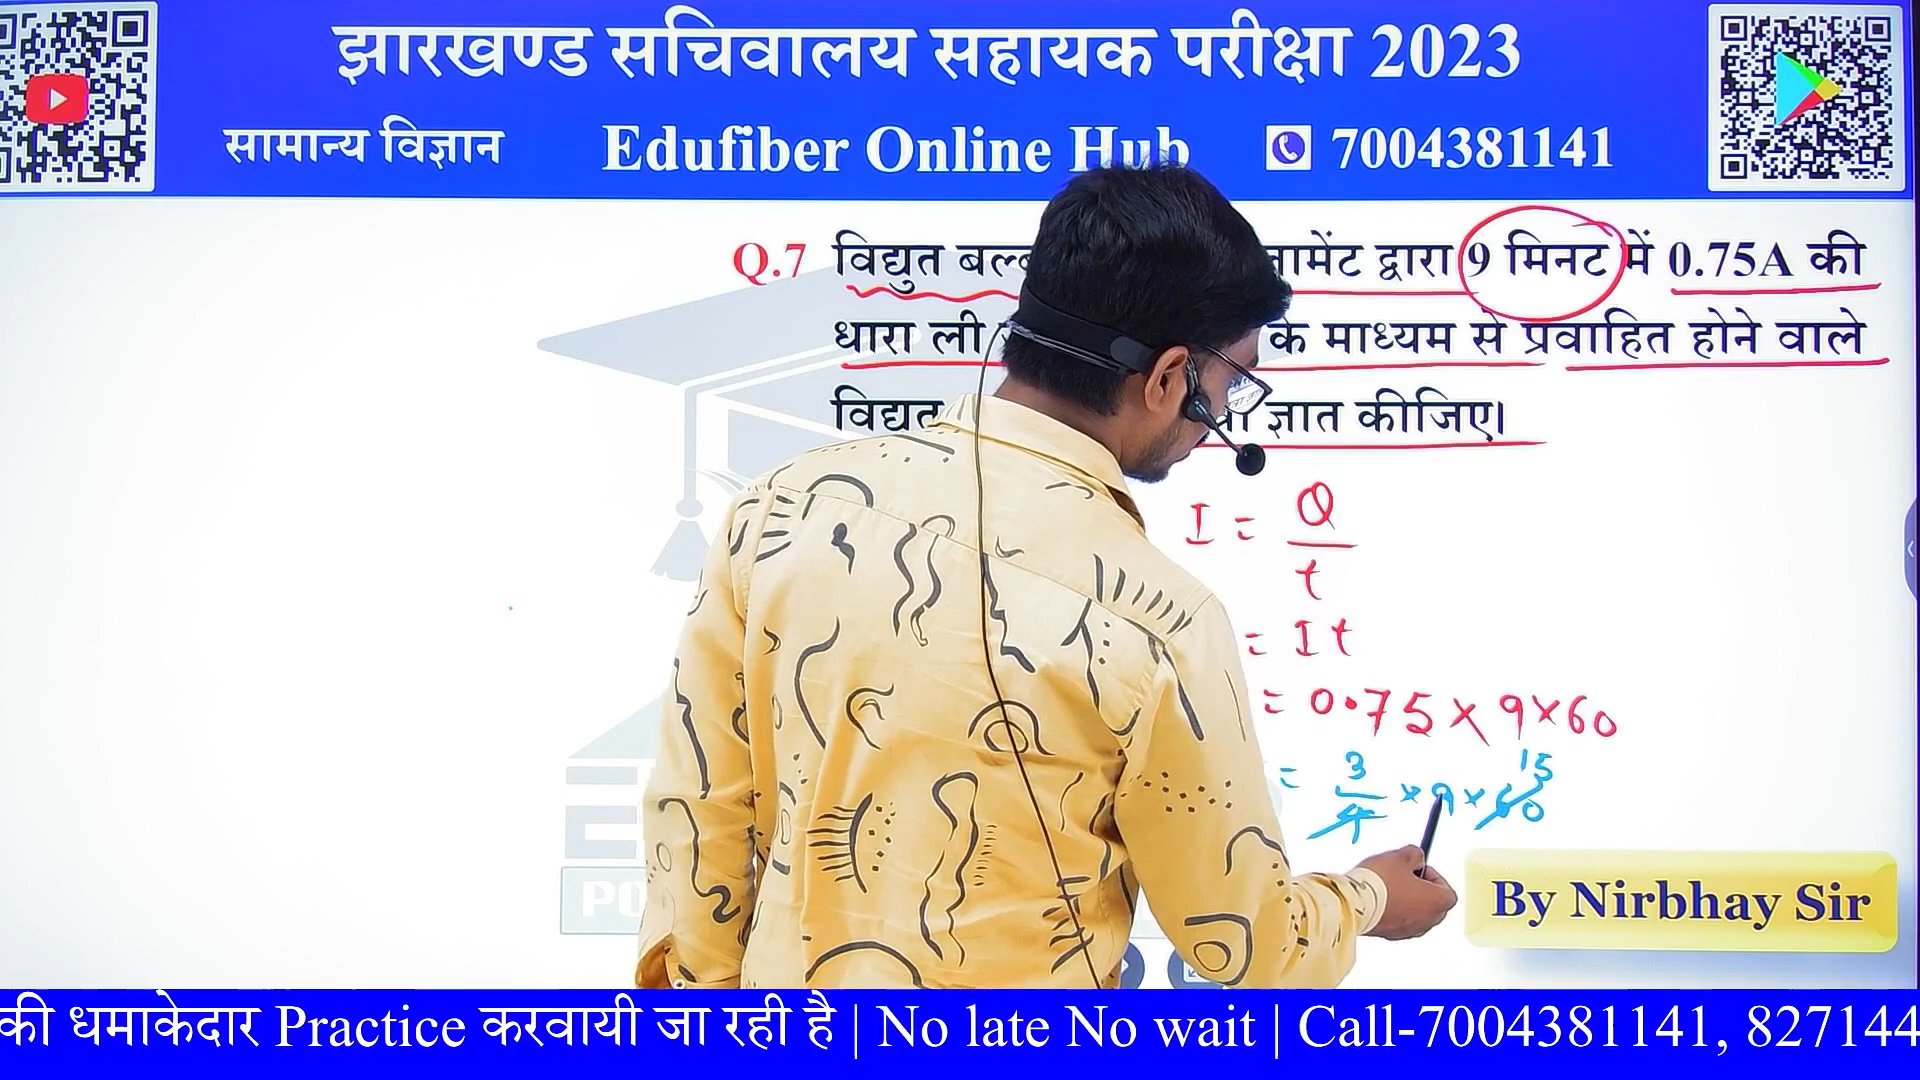 झारखण्ड सचिवालय सहायक परीक्षा 2023
सामान्य विज्ञान Edufiber Online Hub 7004381141
Q.7 विद्युत द्वारा 9 मिनट में 0.75A की
धारा ली के माध्यम से प्रवाहित होने वाले
ज्ञात कीजिए।
I = Q/t
= It
= 0.75 × 9 × 60
= 3/4 × 9 × 60 15
By Nirbhay Sir
की धमाकेदार Practice करवायी जा रही है | No late No wait | Call-7004381141, 827144